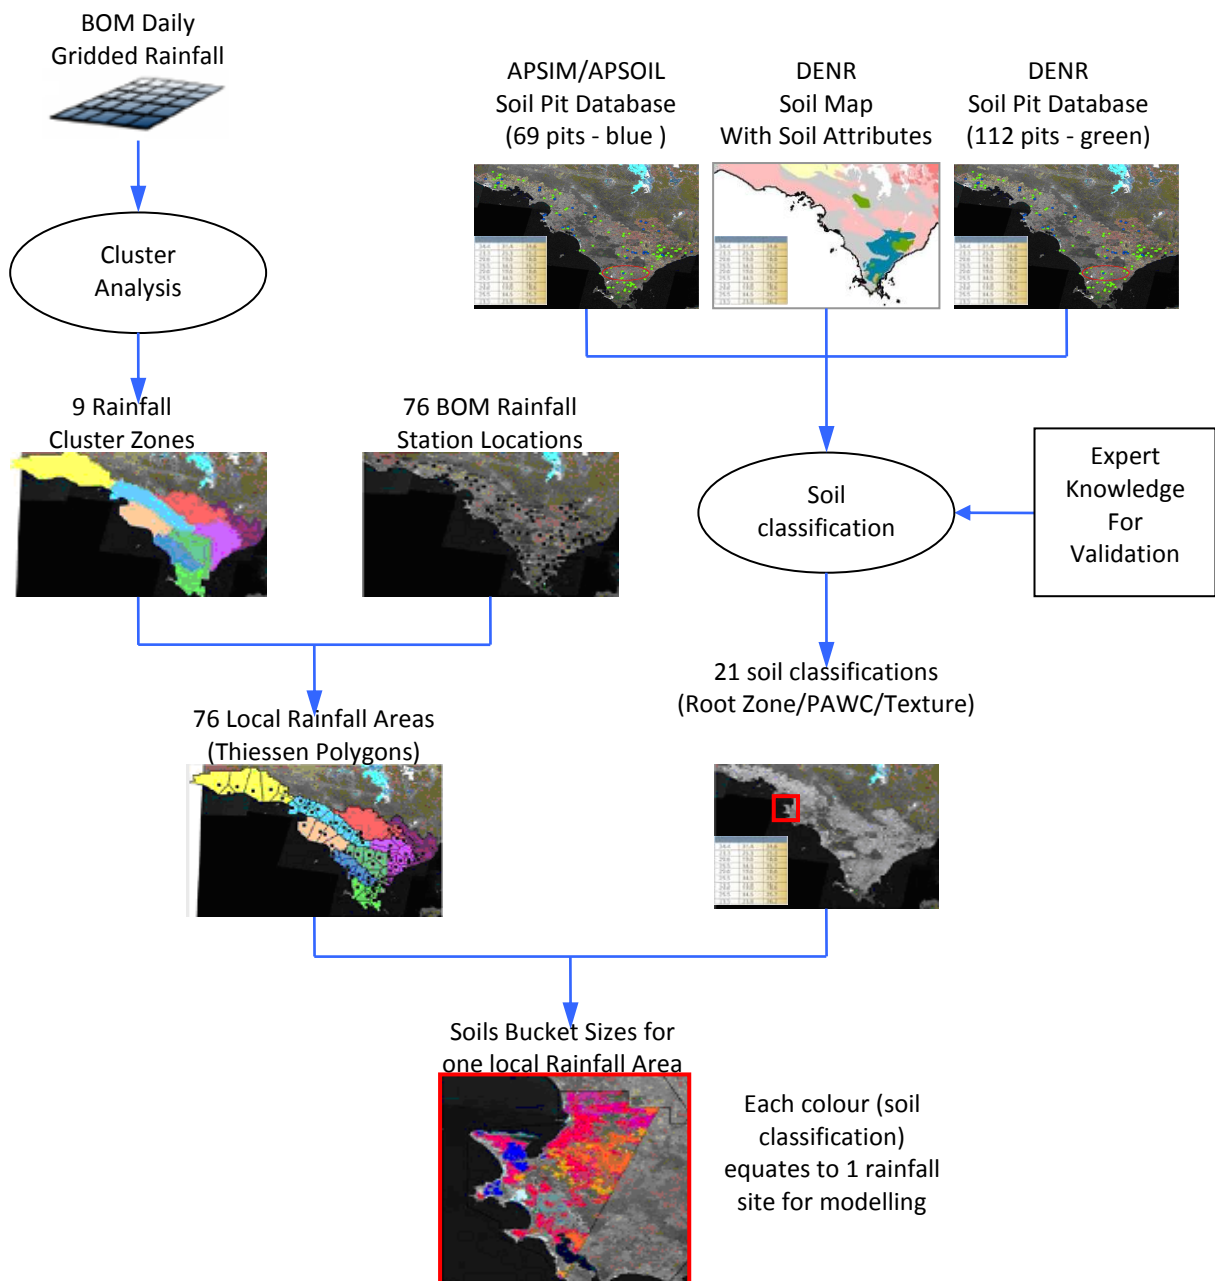 BOM Daily
Gridded Rainfall
APSIM/APSOIL
Soil Pit Database
(69 pits - blue )
DENR
Soil Map
With Soil Attributes
DENR
Soil Pit Database
(112 pits - green)
Cluster
Analysis
9 Rainfall
Cluster Zones
76 BOM Rainfall
Station Locations
Soil
classification
Expert
Knowledge
For
Validation
76 Local Rainfall Areas
(Thiessen Polygons)
21 soil classifications
(Root Zone/PAWC/Texture)
Soils Bucket Sizes for
one local Rainfall Area
Each colour (soil
classification)
equates to 1 rainfall
site for modelling